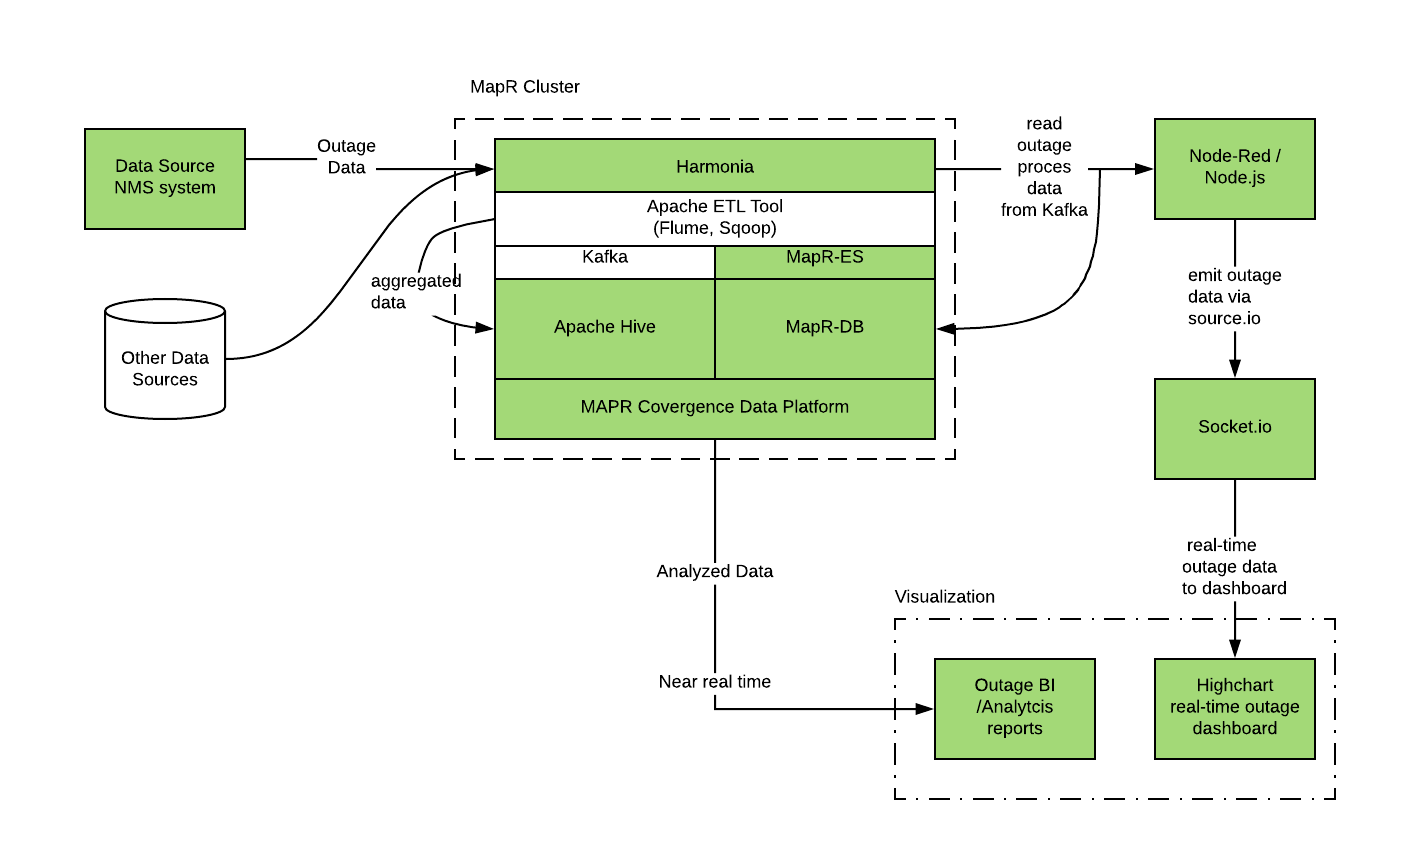 MapR Cluster
Data Source
NMS system
Outage
Data
Other Data
Sources
aggregated
data
Harmonia
Apache ETL Tool
(Flume, Sqoop)
Kafka
MapR-ES
Apache Hive
MapR-DB
MAPR Covergence Data Platform
read
outage
proces
data
from Kafka
Node-Red /
Node.js
emit outage
data via
source.io
Socket.io
real-time
outage data
to dashboard
Analyzed Data
Near real time
Visualization
Outage BI
/Analytcis
reports
Highchart
real-time outage
dashboard